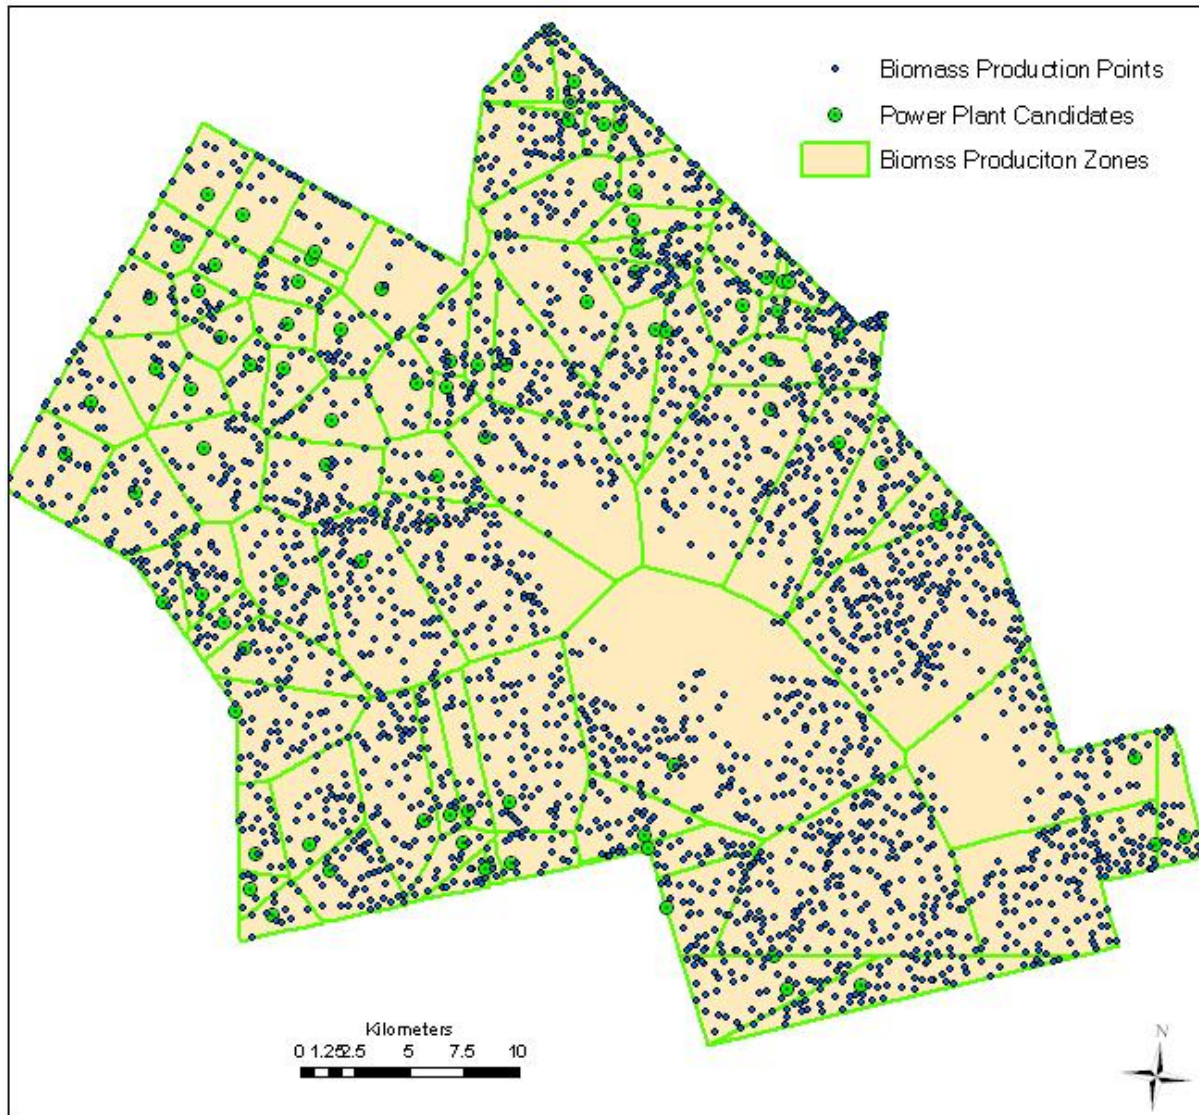 Biomass Production Points
Power Plant Candidates
Biomss Produciton Zones
Kilometers
0 1.252.5 5 7.5 10
N